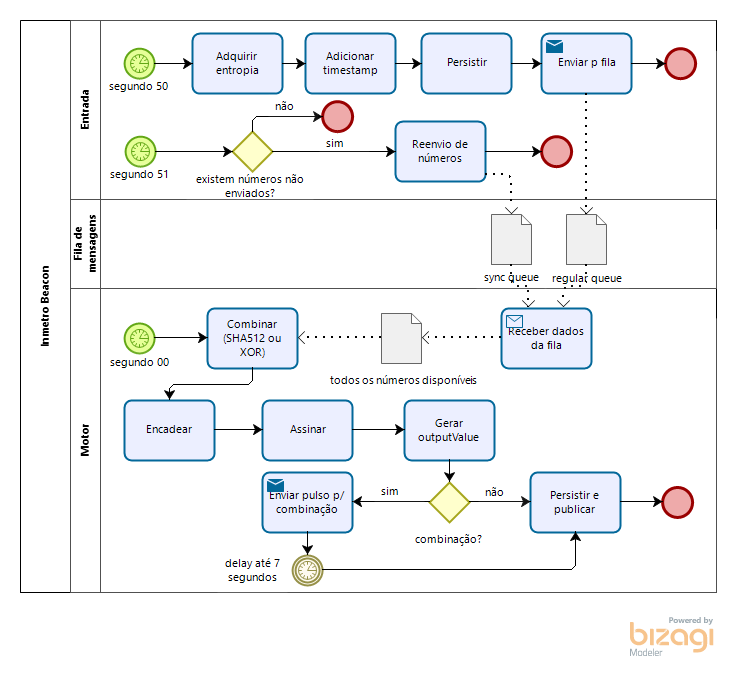 Inmetro Beacon
Entrada
segundo 50
Adquirir
entropia
Adicionar
timestamp
Persistir
Enviar p fila
segundo 51
não
sim
existem números não
enviados?
Reenvio de
números
Fila de
mensagens
sync queue
regular queue
Motor
segundo 00
Combinar
(SHA512 ou
XOR)
todos os números disponíveis
Receber dados
da fila
Encadear
Assinar
Gerar
outputValue
Enviar pulso p/
combinação
sim
não
combinação?
Persistir e
publicar
delay até 7
segundos
Powered by
bizagi
Modeler